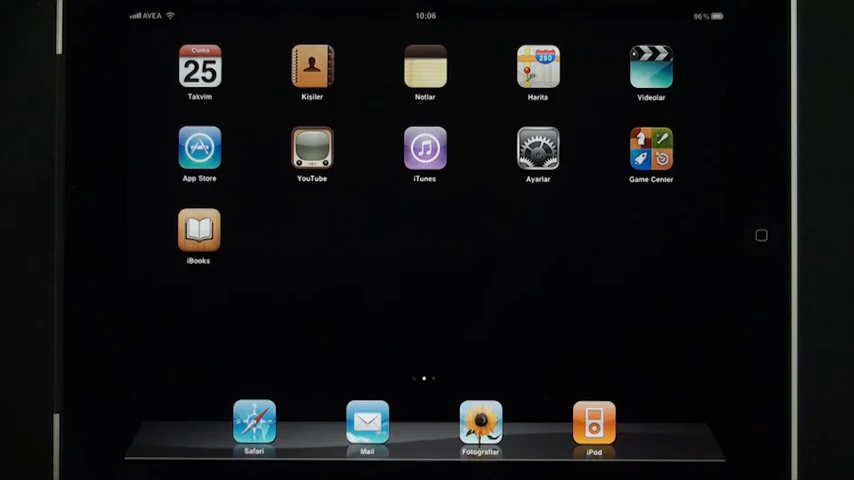 AVEA 10:06 96%
Cuma
25 280
Takvim Kişiler Notlar Harita Videolar
App Store YouTube iTunes Ayarlar Game Center
iBooks
Safari Mail Fotoğraflar iPod